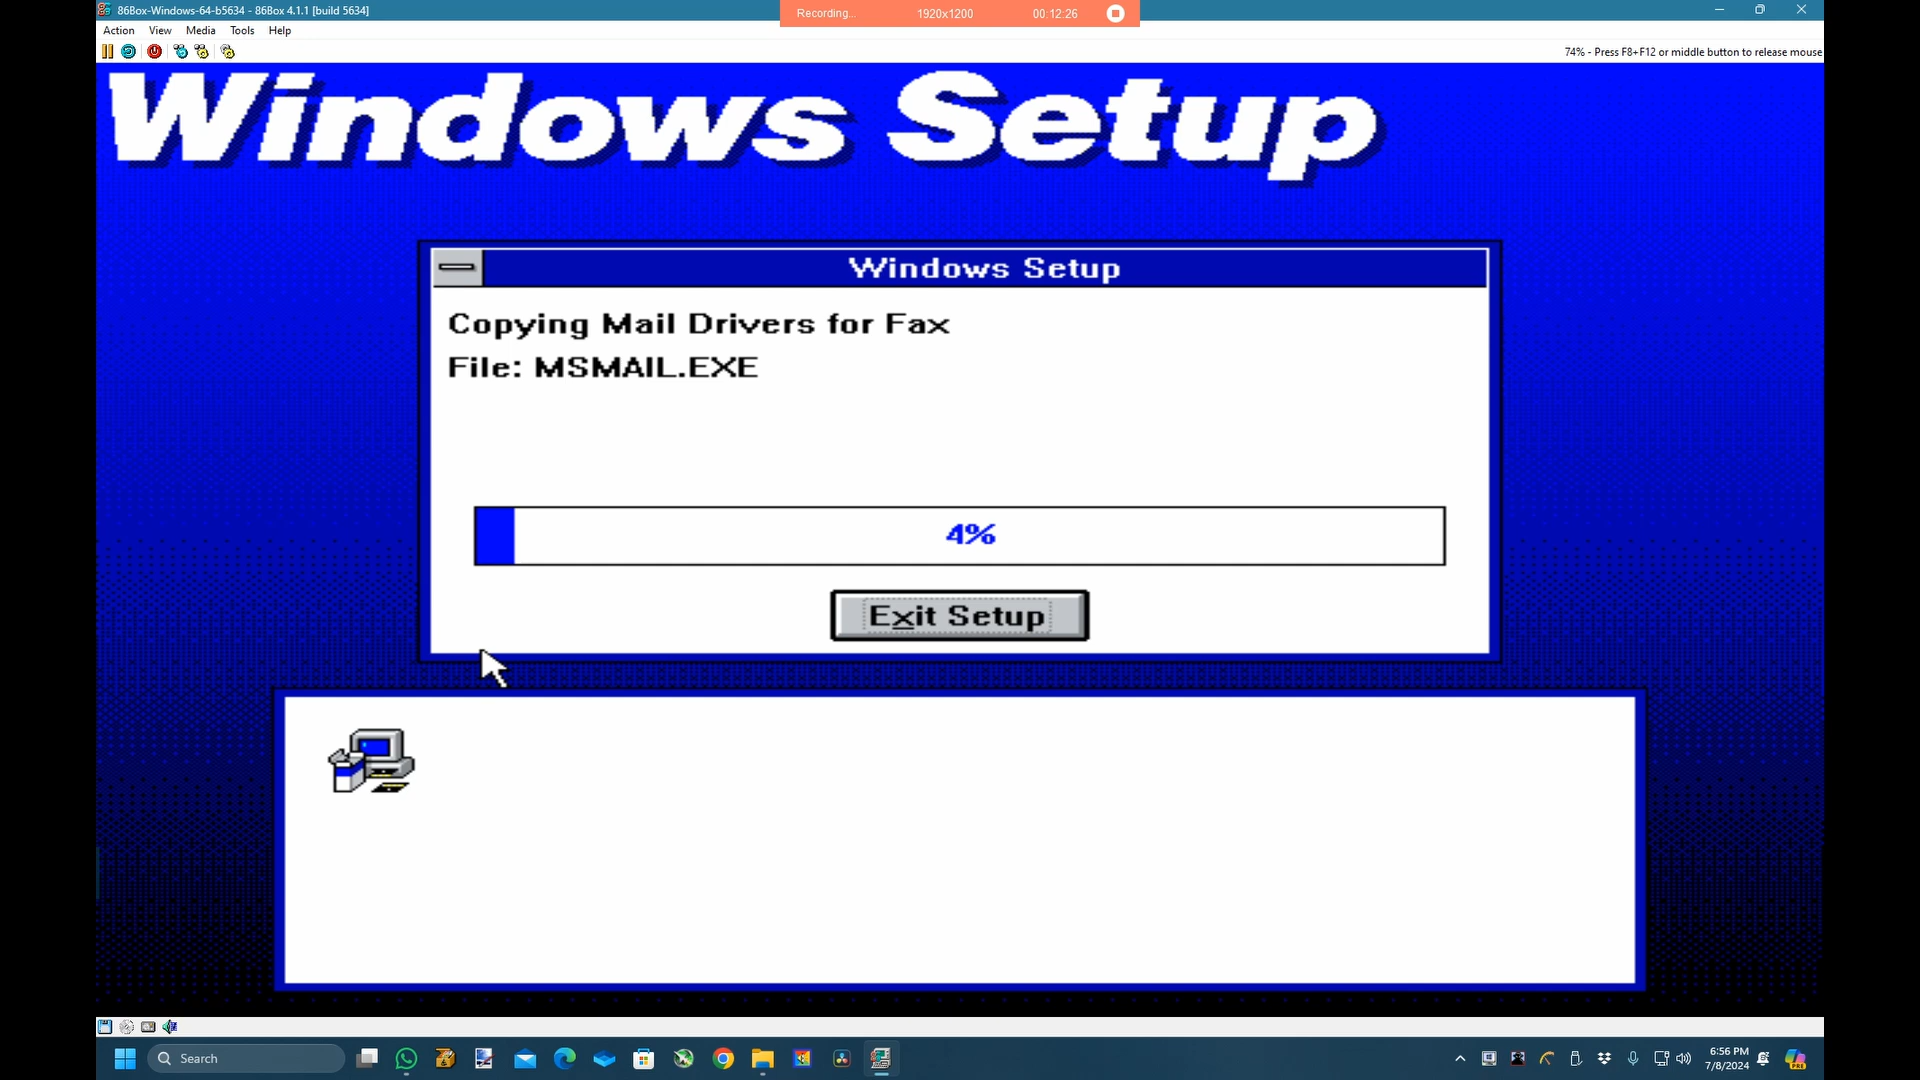 86Box-Windows-64-b5634 - 86Box 4.1.1 [build 5634]
Recording...
1920x1200
00:12:26
Action View Media Tools Help
74% - Press F8+F12 or middle button to release mouse
Windows Setup
Windows Setup
Copying Mail Drivers for Fax
File: MSMAIL.EXE
4%
Exit Setup
Search
6:56 PM
7/8/2024
PRE